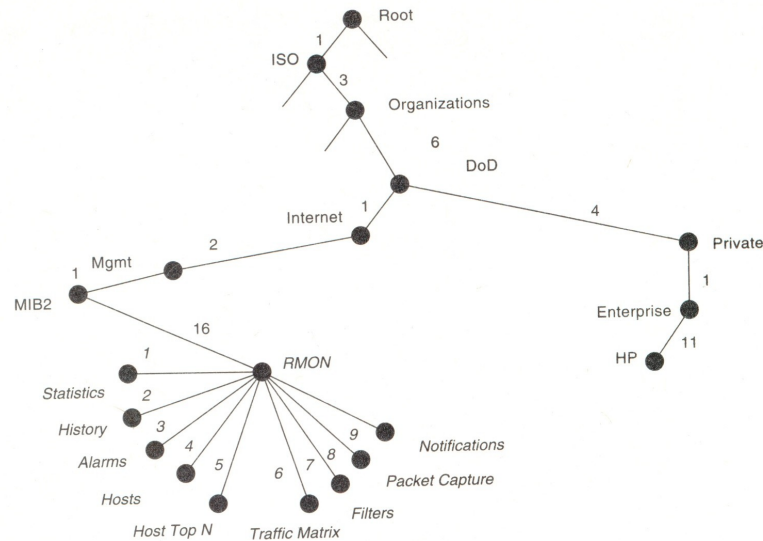 Root
1
ISO
3
Organizations
6
DoD
1
4
Internet
2
Private
Mgmt
1
1
MIB2
Enterprise
16
11
HP
1
RMON
Statistics
2
History
3
9
Notifications
Alarms
4
5
6
7
8
Packet Capture
Hosts
Filters
Host Top N
Traffic Matrix